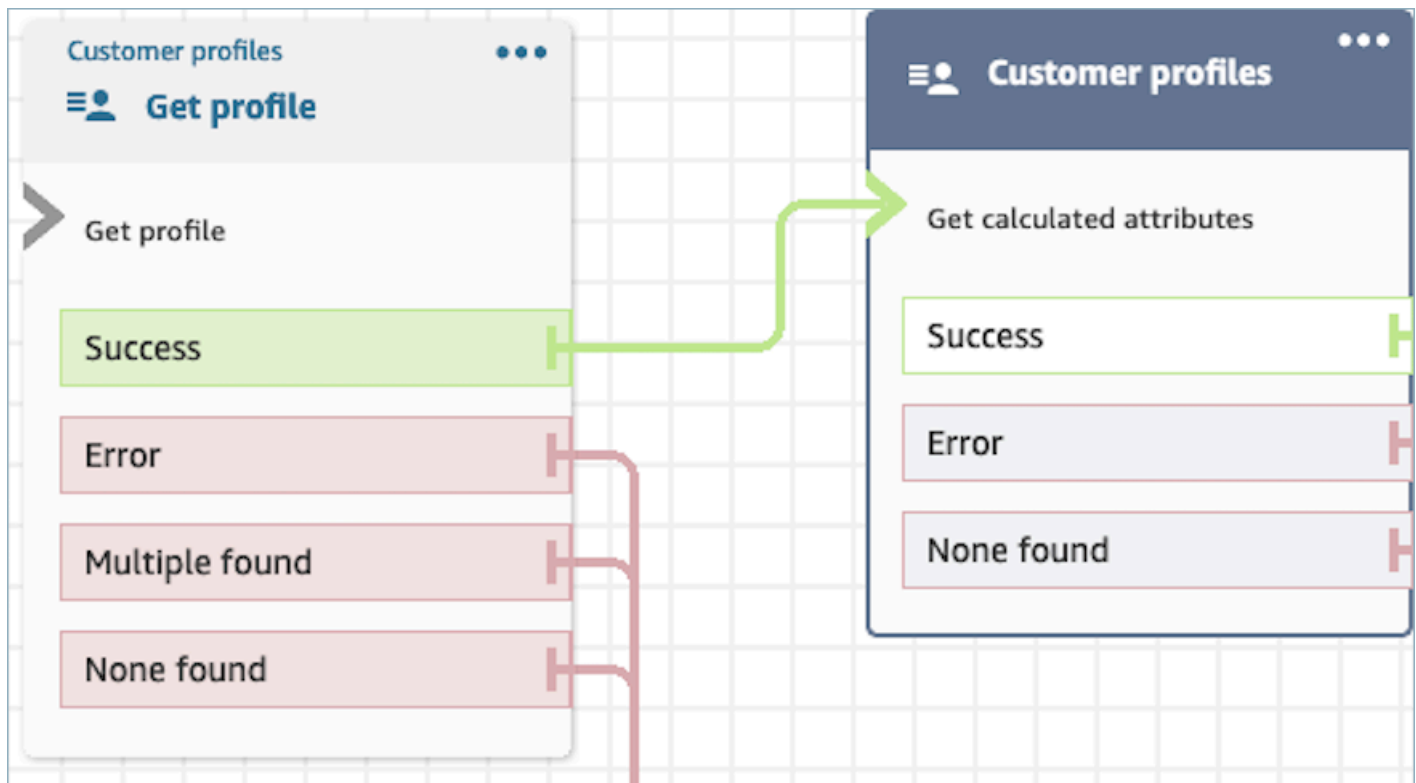 Customer profiles
Get profile
Get profile
Success
Error
Multiple found
None found
Customer profiles
Get calculated attributes
Success
Error
None found